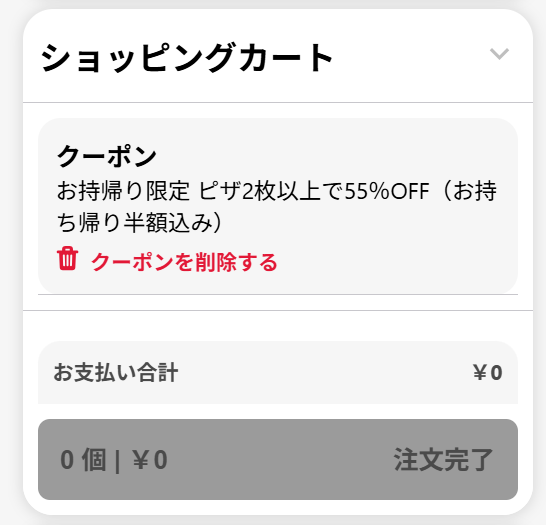 ショッピングカート
クーポン
お持帰り限定 ピザ2枚以上で55%OFF（お持
ち帰り半額込み）
クーポンを削除する
お支払い合計 ￥0
0 個 | ￥0 注文完了